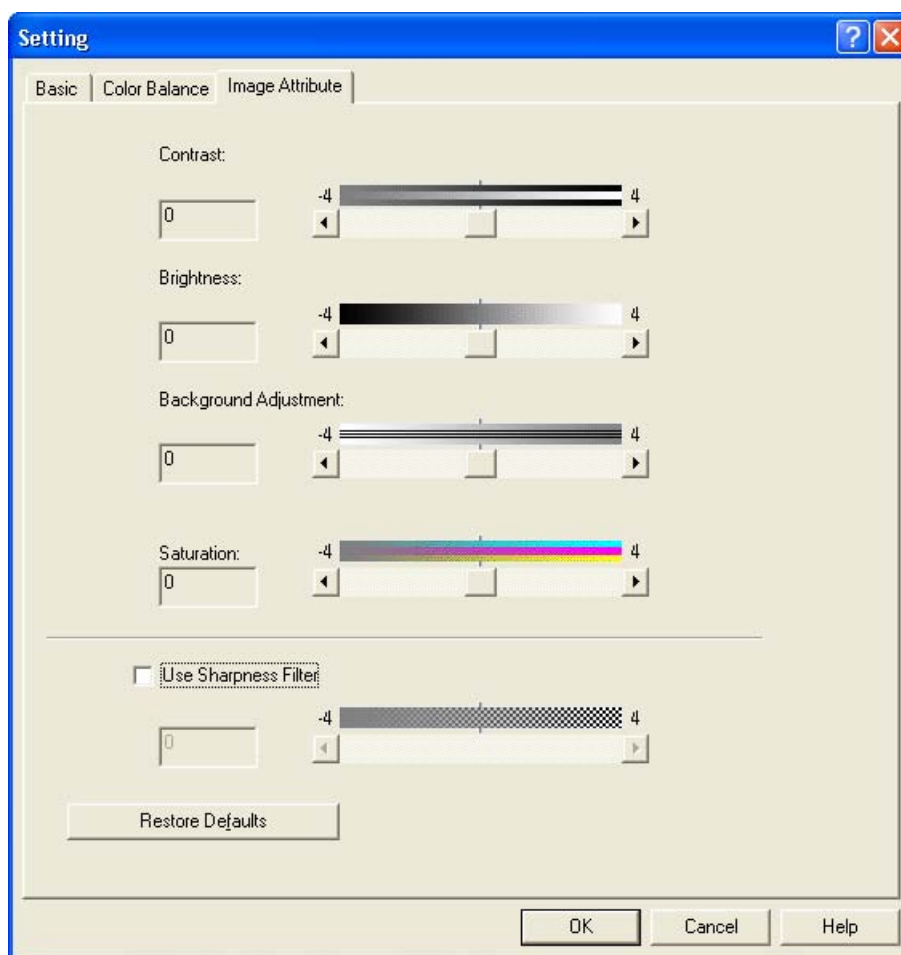 Setting
Basic Color Balance Image Attribute
Contrast:
-4 4
0
Brightness:
-4 4
0
Background Adjustment:
-4 4
0
Saturation:
-4 4
0
Use Sharpness Filter
-4 4
0
Restore Defaults
OK Cancel Help